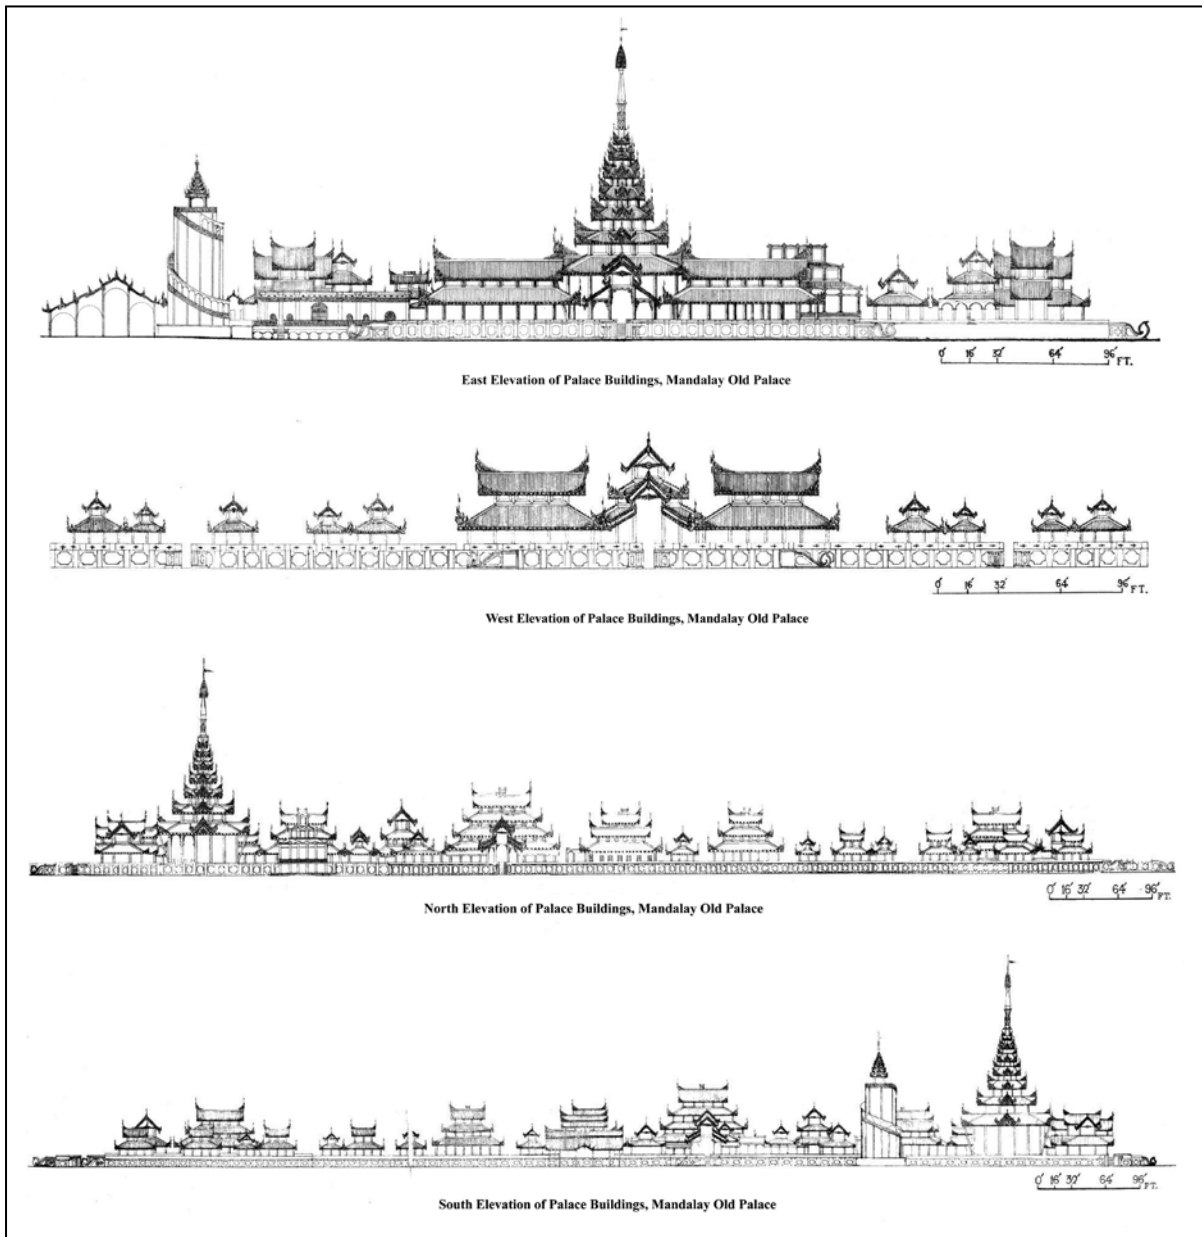 0' 16' 32' 64' 96' FT.
East Elevation of Palace Buildings, Mandalay Old Palace
0' 16' 32' 64' 96' FT.
West Elevation of Palace Buildings, Mandalay Old Palace
0' 16' 32' 64' 96' FT.
North Elevation of Palace Buildings, Mandalay Old Palace
0' 16' 32' 64' 96' FT.
South Elevation of Palace Buildings, Mandalay Old Palace